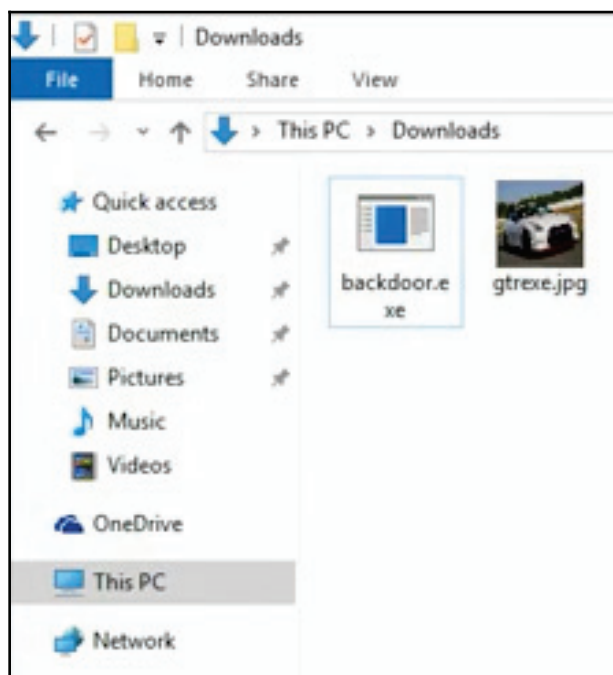 Downloads
File Home Share View
This PC > Downloads
Quick access
Desktop
Downloads
Documents
Pictures
Music
Videos
OneDrive
This PC
Network
backdoor.e
xe
gtrexe.jpg